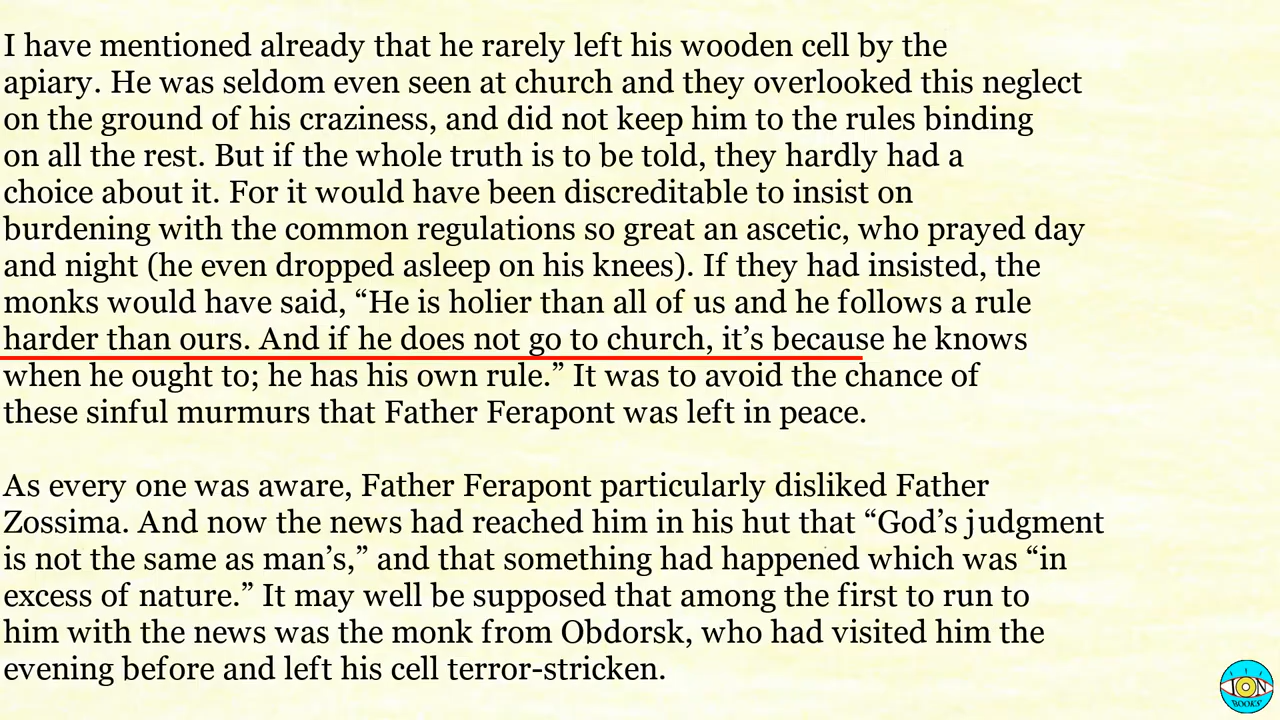 I have mentioned already that he rarely left his wooden cell by the
apiary. He was seldom even seen at church and they overlooked this neglect
on the ground of his craziness, and did not keep him to the rules binding
on all the rest. But if the whole truth is to be told, they hardly had a
choice about it. For it would have been discreditable to insist on
burdening with the common regulations so great an ascetic, who prayed day
and night (he even dropped asleep on his knees). If they had insisted, the
monks would have said, “He is holier than all of us and he follows a rule
harder than ours. And if he does not go to church, it’s because he knows
when he ought to; he has his own rule.” It was to avoid the chance of
these sinful murmurs that Father Ferapont was left in peace.

As every one was aware, Father Ferapont particularly disliked Father
Zossima. And now the news had reached him in his hut that “God’s judgment
is not the same as man’s,” and that something had happened which was “in
excess of nature.” It may well be supposed that among the first to run to
him with the news was the monk from Obdorsk, who had visited him the
evening before and left his cell terror-stricken.
ION
BOOKS